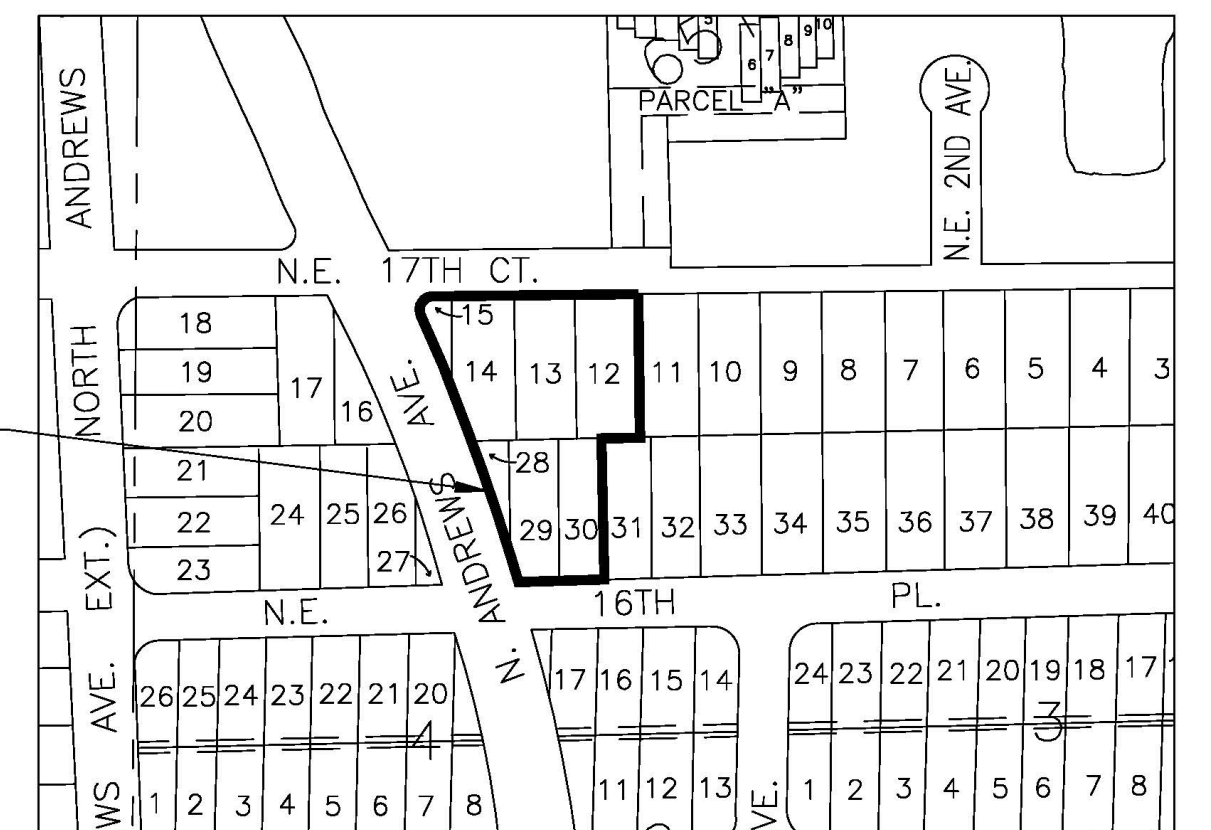 5
6 7 8 9 10
PARCEL "A"
ANDREWS
N.E. 2ND AVE.
N.E. 17TH CT.
NORTH
18
19
20
17
16
AVE.
15
14 13 12 11 10 9 8 7 6 5 4 3
21
22
23
24 25 26
27
28
29 30 31 32 33 34 35 36 37 38 39 40
N. ANDREWS
EXT.)
N.E. 16TH PL.
AVE.
26 25 24 23 22 21 20
17 16 15 14
24 23 22 21 20 19 18 17
4
3
WS
1 2 3 4 5 6 7 8
11 12 13
VE.
1 2 3 4 5 6 7 8